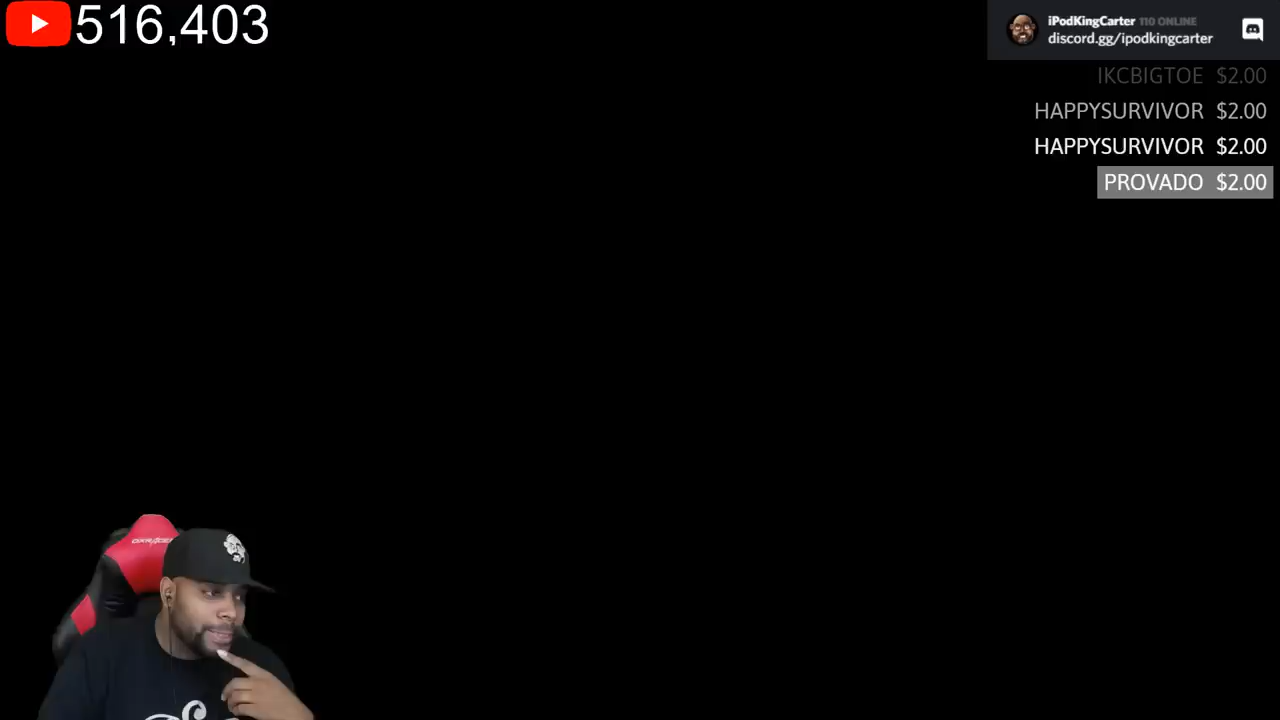 516,403
iPodKingCarter 110 ONLINE
discord.gg/ipodkingcarter
IKCBIGTOE $2.00
HAPPYSURVIVOR $2.00
HAPPYSURVIVOR $2.00
PROVADO $2.00
DXRACER